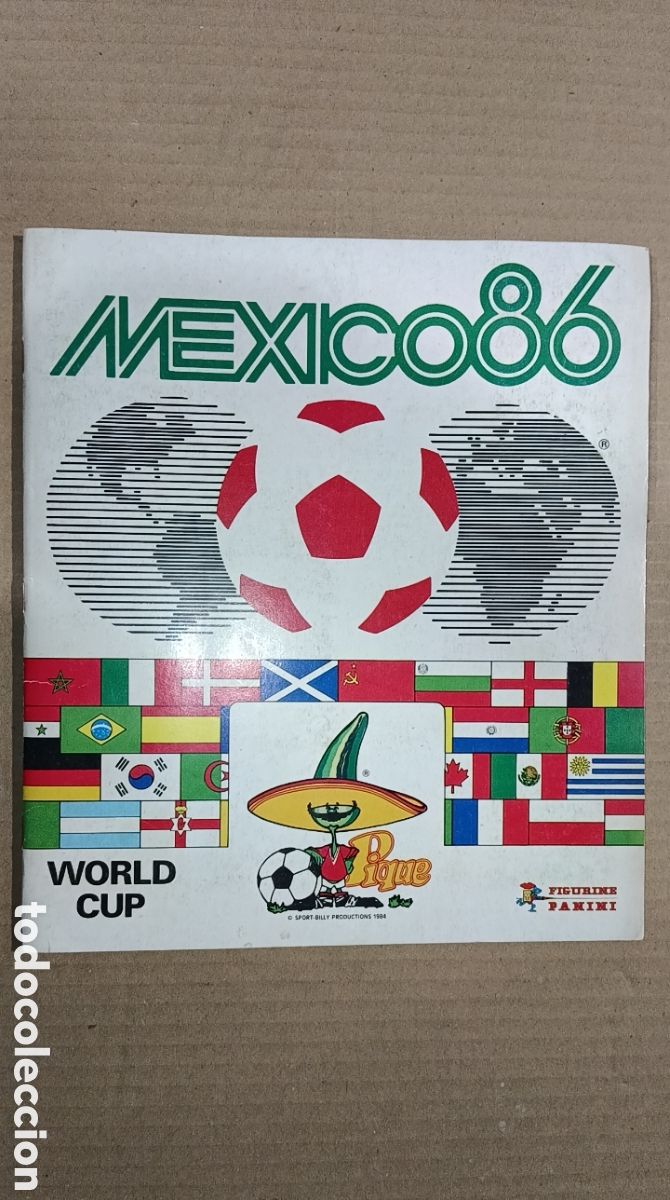 MEXICO86
®
®
Pique
WORLD
CUP
© SPORT-BILLY PRODUCTIONS 1984
FIGURINE
PANINI
todocoleccion